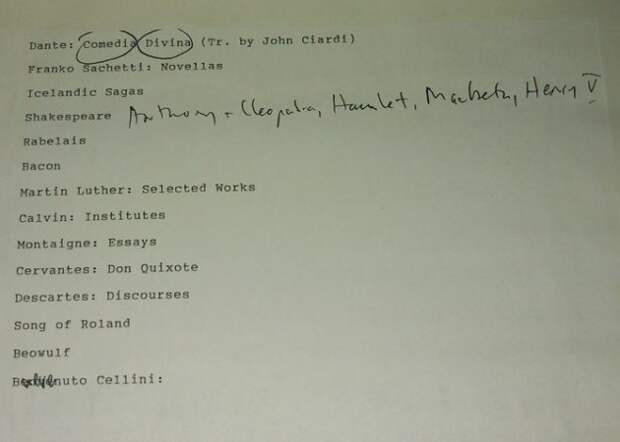 Dante: Comedia Divina (Tr. by John Ciardi)
Franko Sachetti: Novellas
Icelandic Sagas
Shakespeare Anthony + Cleopatra, Hamlet, Macbeth, Henry V
Rabelais
Bacon
Martin Luther: Selected Works
Calvin: Institutes
Montaigne: Essays
Cervantes: Don Quixote
Descartes: Discourses
Song of Roland
Beowulf
Benvenuto Cellini: